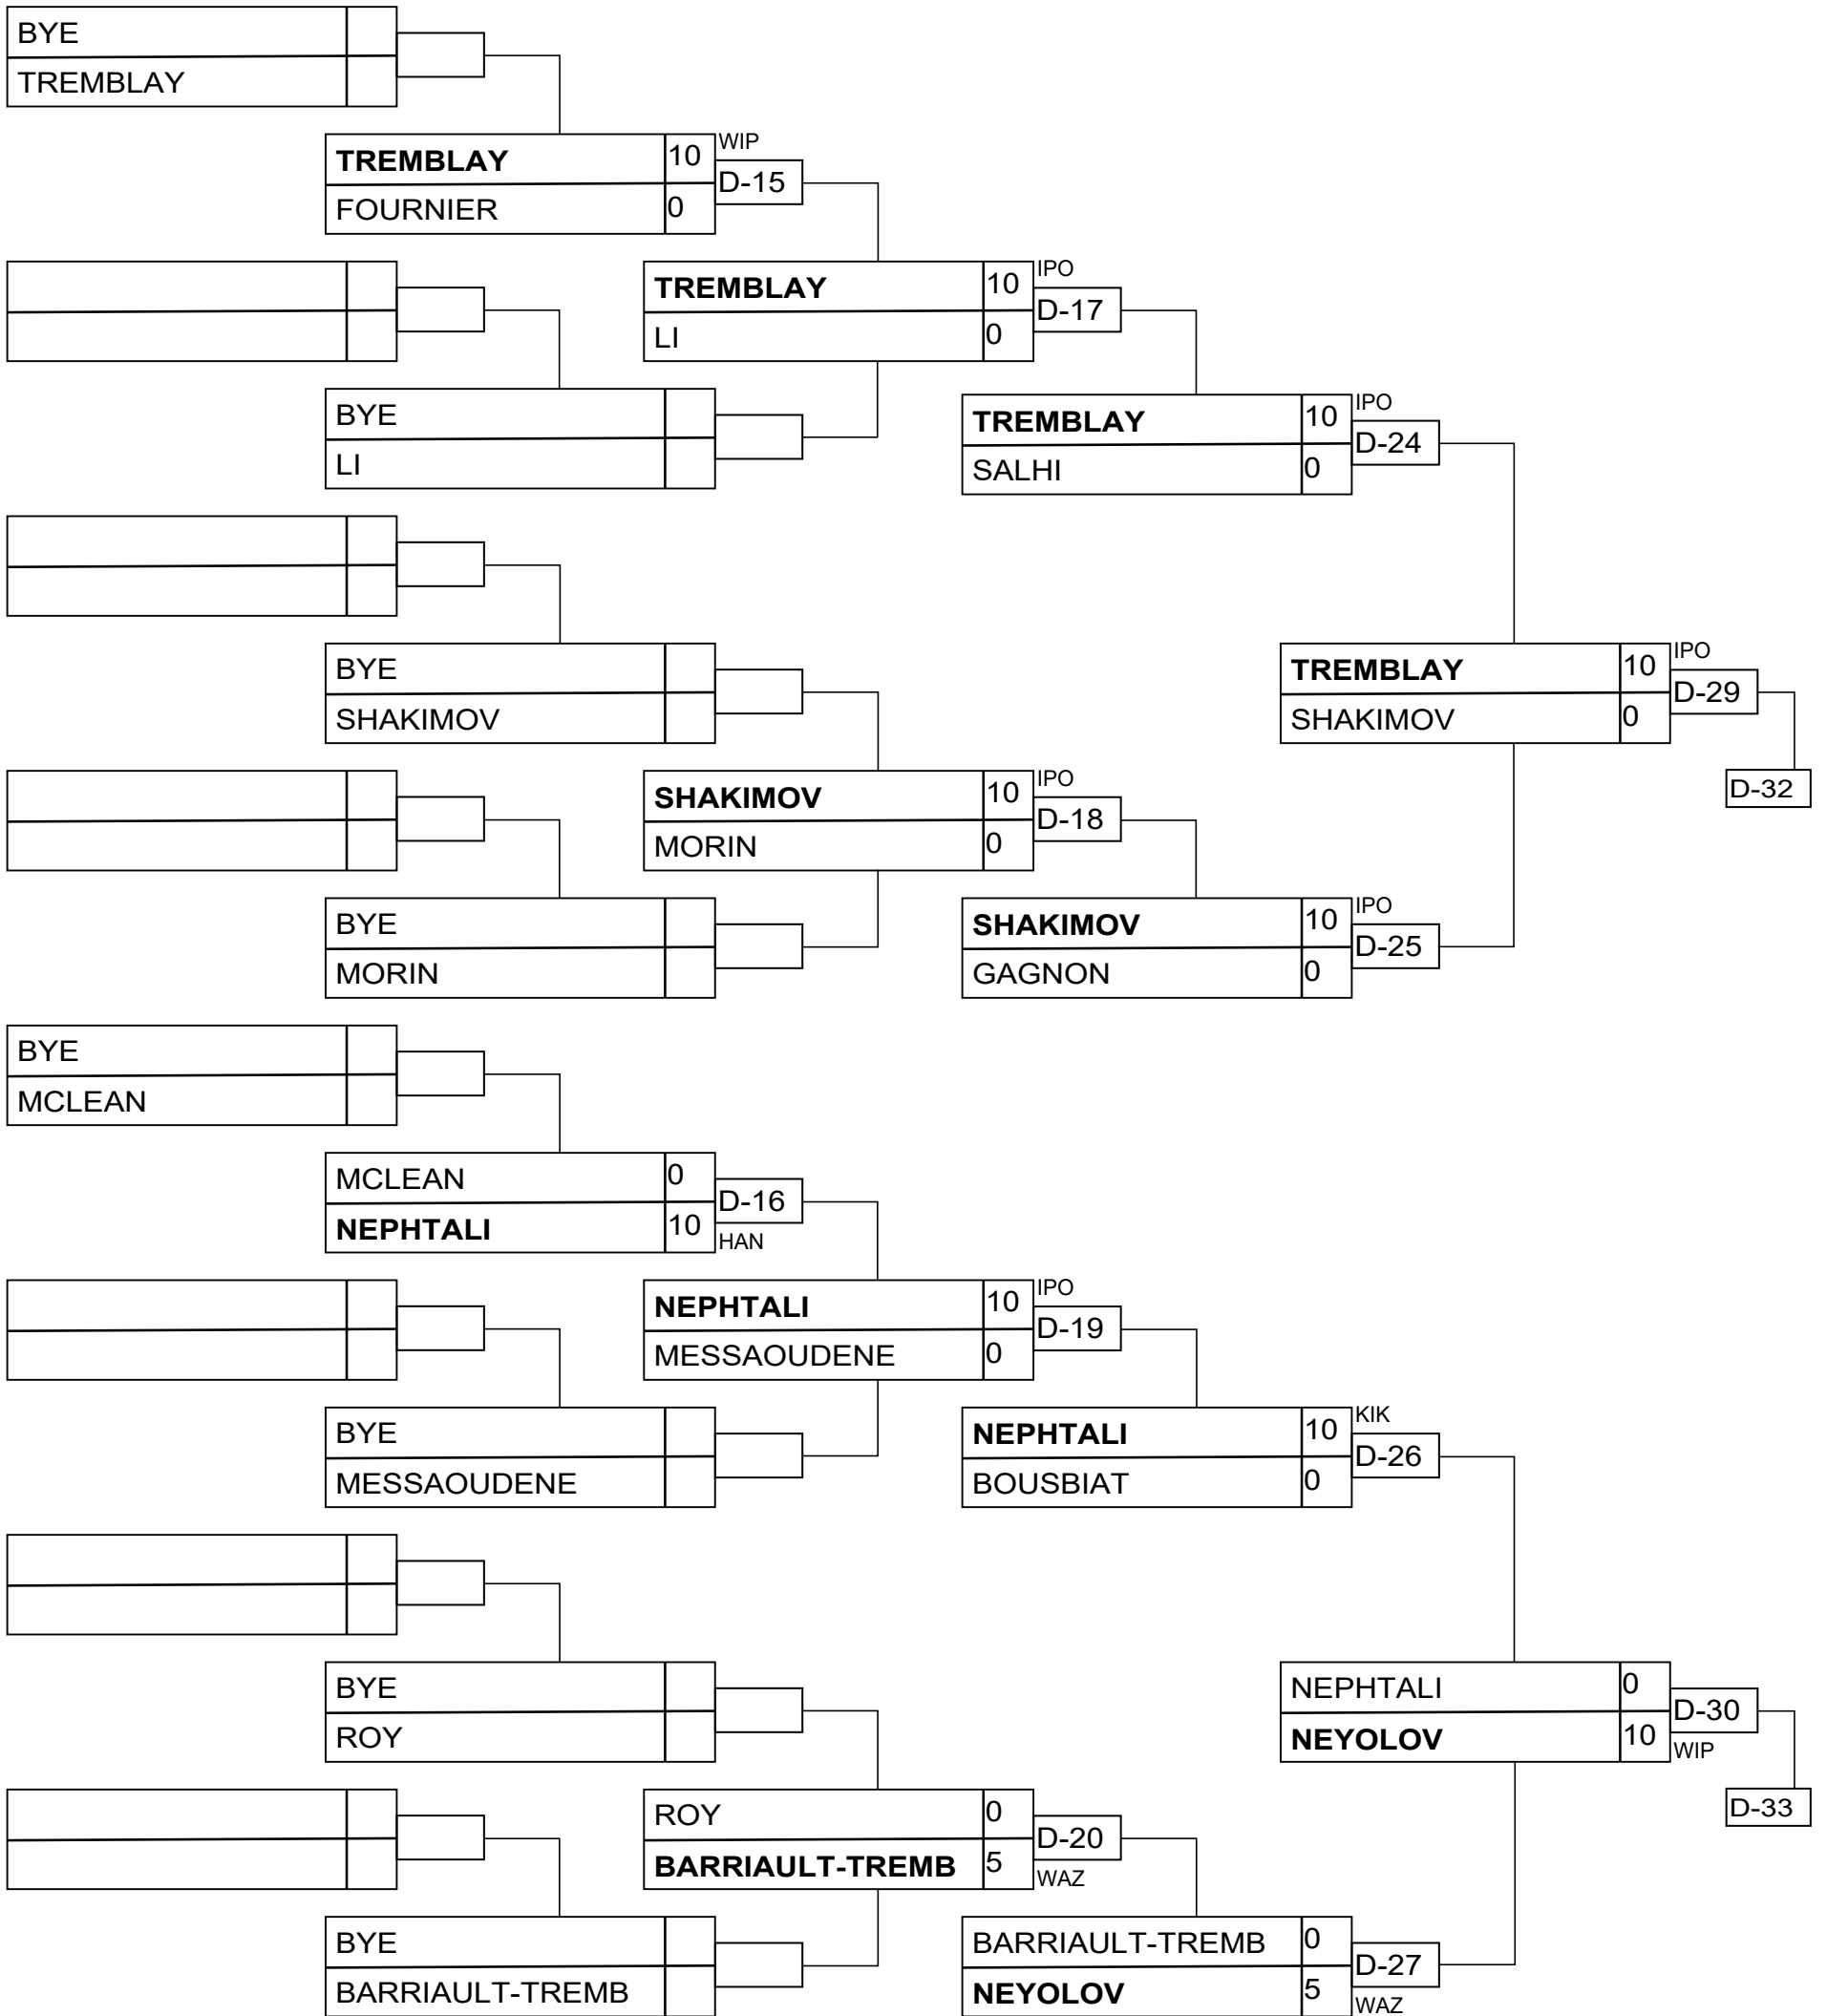 BYE
TREMBLAY
TREMBLAY 10 WIP
D-15
FOURNIER 0
TREMBLAY 10 IPO
D-17
LI 0
BYE
LI
TREMBLAY 10 IPO
D-24
SALHI 0
BYE
SHAKIMOV
TREMBLAY 10 IPO
D-29
SHAKIMOV 0
D-32
SHAKIMOV 10 IPO
D-18
MORIN 0
BYE
MORIN
SHAKIMOV 10 IPO
D-25
GAGNON 0
BYE
MCLEAN
MCLEAN 0
D-16
NEPHTALI 10 HAN
NEPHTALI 10 IPO
D-19
MESSAOUDENE 0
BYE
MESSAOUDENE
NEPHTALI 10 KIK
D-26
BOUSBIAT 0
BYE
ROY
NEPHTALI 0
D-30
NEYOLOV 10 WIP
D-33
ROY 0
D-20
BARRIAULT-TREMB 5 WAZ
BYE
BARRIAULT-TREMB
BARRIAULT-TREMB 0
D-27
NEYOLOV 5 WAZ